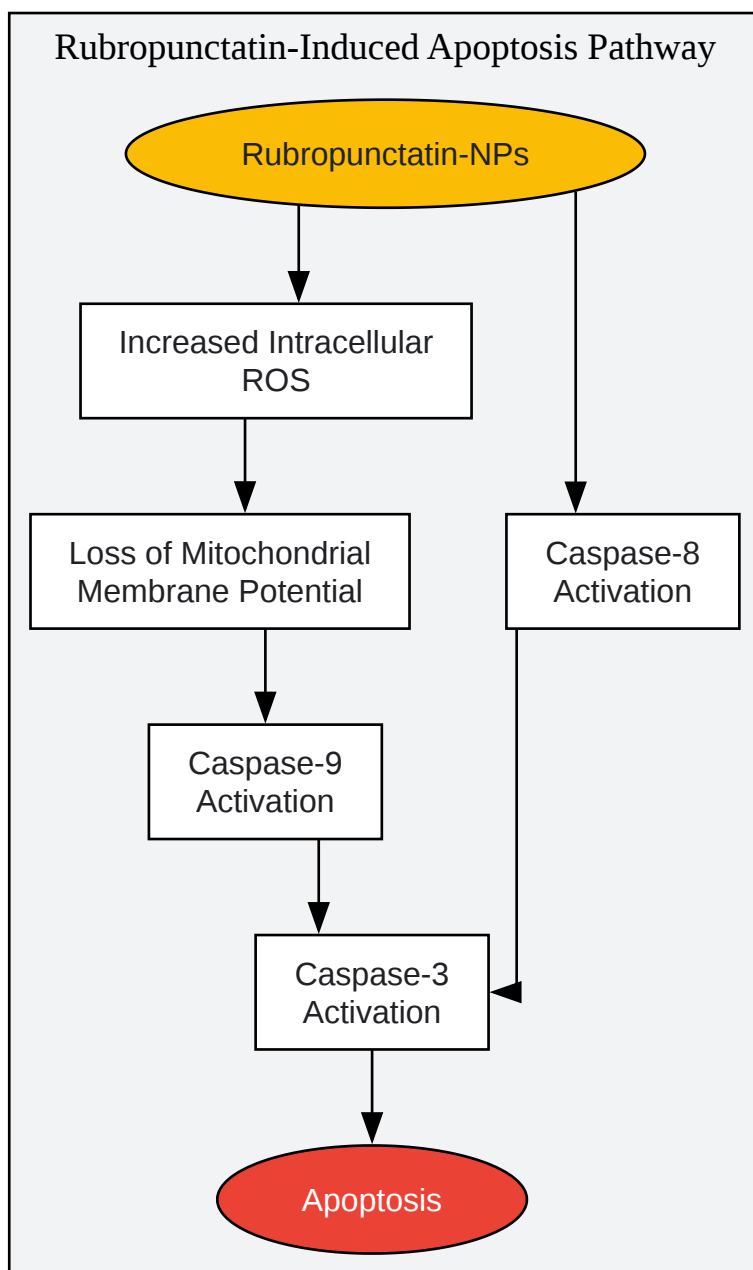 Rubropunctatin-Induced Apoptosis Pathway
Rubropunctatin-NPs
Increased Intracellular
ROS
Loss of Mitochondrial
Membrane Potential
Caspase-8
Activation
Caspase-9
Activation
Caspase-3
Activation
Apoptosis